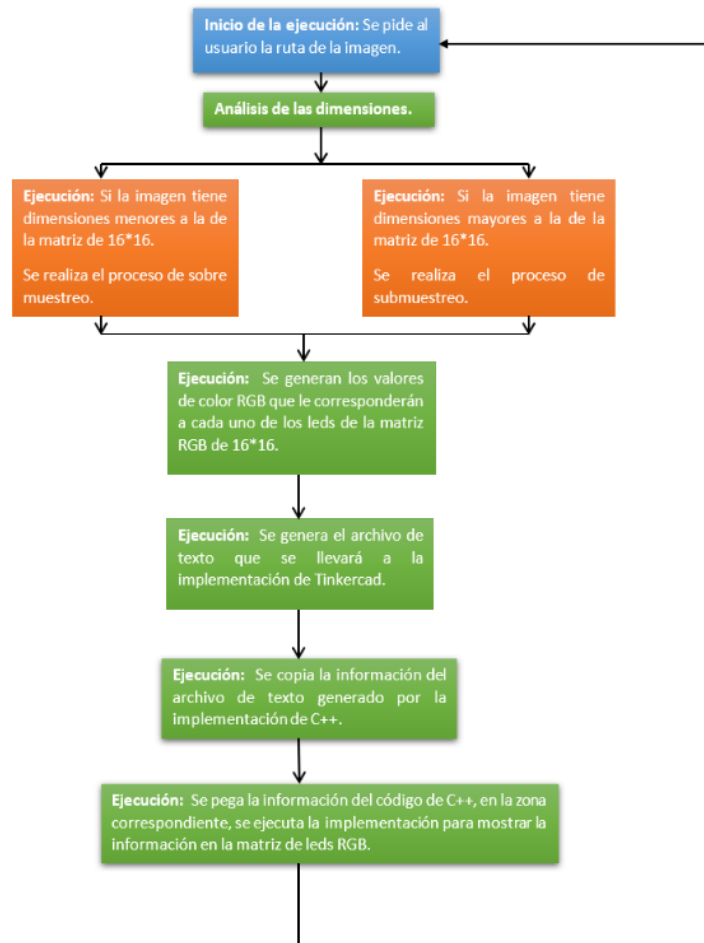 Inicio de la ejecución: Se pide al
usuario la ruta de la imagen.
Análisis de las dimensiones.
Ejecución: Si la imagen tiene
dimensiones menores a la de
la matriz de 16*16.
Se realiza el proceso de sobre
muestreo.
Ejecución: Si la imagen tiene
dimensiones mayores a la de la
matriz de 16*16.
Se realiza el proceso de
submuestreo.
Ejecución: Se generan los valores
de color RGB que le corresponderán
a cada uno de los leds de la matriz
RGB de 16*16.
Ejecución: Se genera el archivo de
texto que se llevará a la
implementación de Tinkercad.
Ejecución: Se copia la información del
archivo de texto generado por la
implementación de C++.
Ejecución: Se pega la información del código de C++, en la zona
correspondiente, se ejecuta la implementación para mostrar la
información en la matriz de leds RGB.